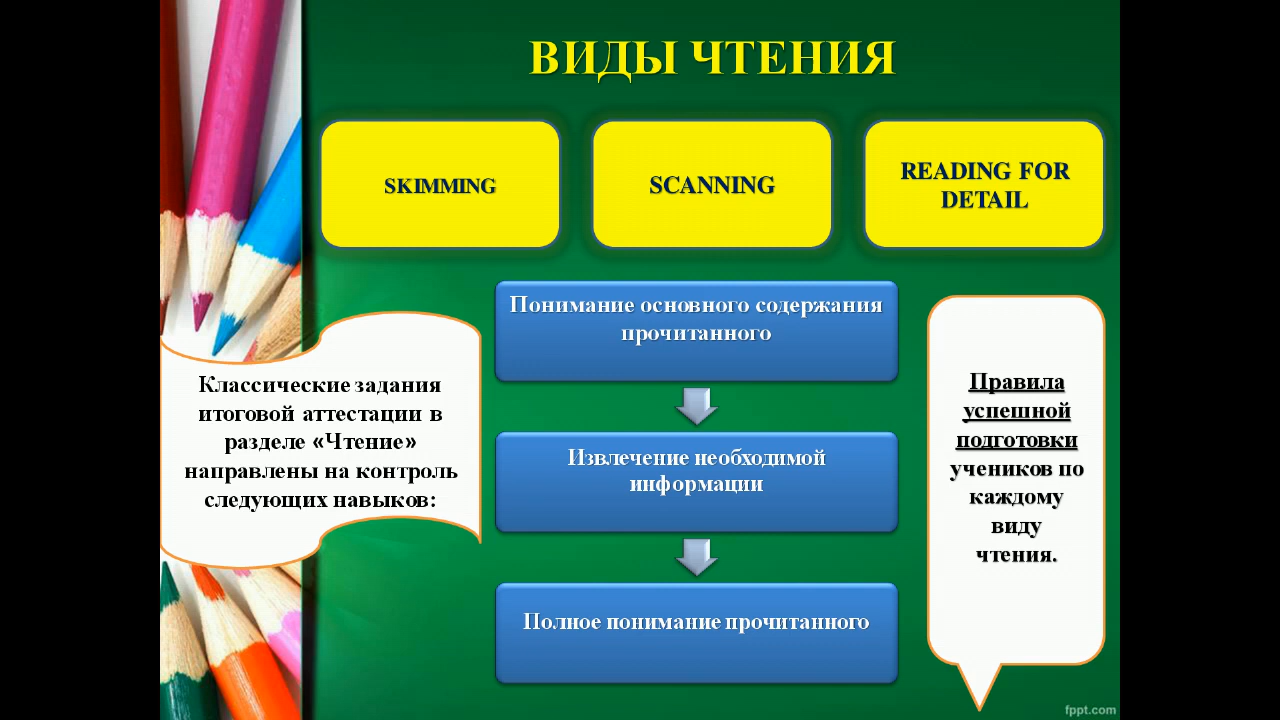 ВИДЫ ЧТЕНИЯ
SKIMMING
SCANNING
READING FOR
DETAIL
Классические задания
итоговой аттестации в
разделе «Чтение»
направлены на контроль
следующих навыков:
Понимание основного содержания
прочитанного
Извлечение необходимой
информации
Полное понимание прочитанного
Правила
успешной
подготовки
учеников по
каждому
виду
чтения.
fppt.com